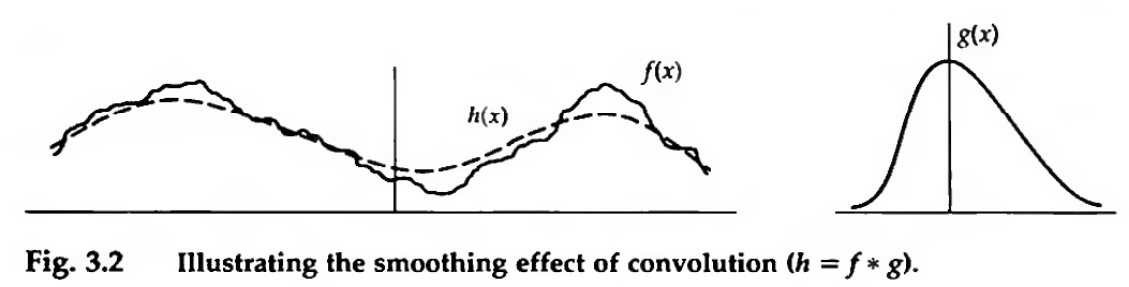 g(x)
f(x)
h(x)
Fig. 3.2 Illustrating the smoothing effect of convolution (h = f * g).